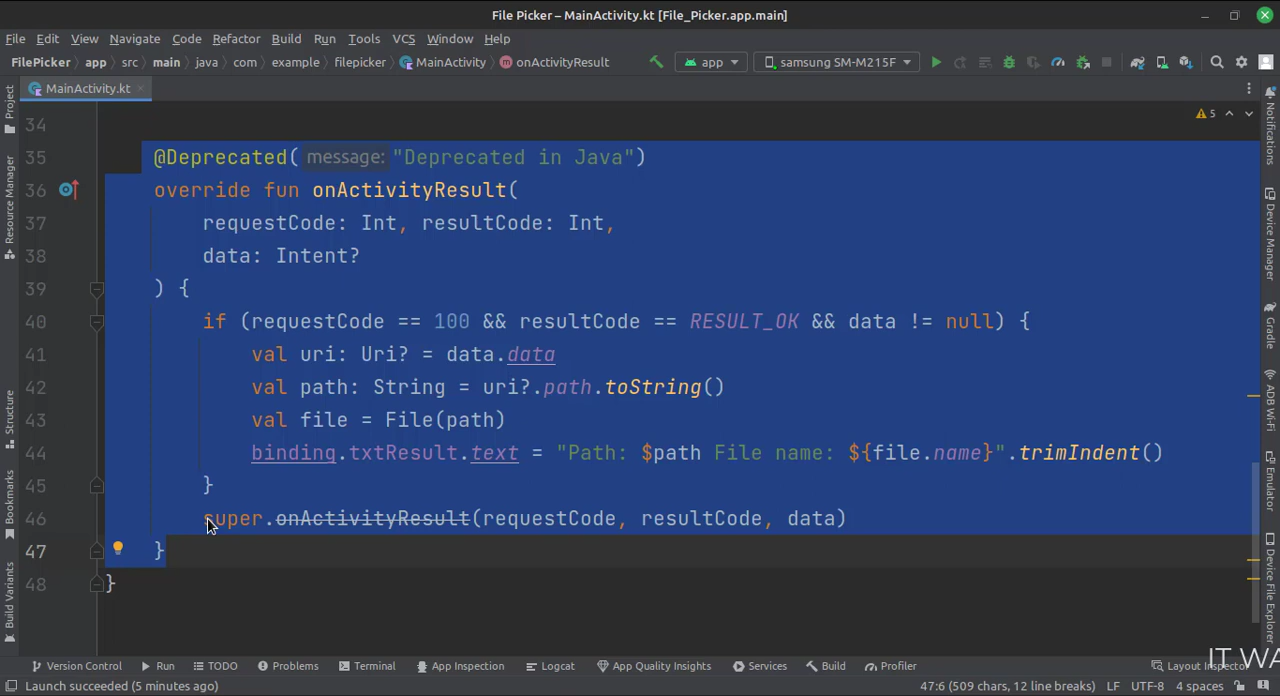 File Picker – MainActivity.kt [File_Picker.app.main]
File Edit View Navigate Code Refactor Build Run Tools VCS Window Help
FilePicker app src main java com example filepicker MainActivity onActivityResult app samsung SM-M215F
MainActivity.kt
5
34
35 @Deprecated( message: "Deprecated in Java")
36 override fun onActivityResult(
37 requestCode: Int, resultCode: Int,
38 data: Intent?
39 ) {
40 if (requestCode == 100 && resultCode == RESULT_OK && data != null) {
41 val uri: Uri? = data.data
42 val path: String = uri?.path.toString()
43 val file = File(path)
44 binding.txtResult.text = "Path: $path File name: ${file.name}".trimIndent()
45 }
46 super.onActivityResult(requestCode, resultCode, data)
47 }
48 }
Project
Resource Manager
Structure
Bookmarks
Build Variants
Notifications
Device Manager
Gradle
ADB Wi-Fi
Emulator
Device File Explorer
IT WA
Version Control Run TODO Problems Terminal App Inspection Logcat App Quality Insights Services Build Profiler Layout Inspector
Launch succeeded (5 minutes ago) 47:6 (509 chars, 12 line breaks) LF UTF-8 4 spaces